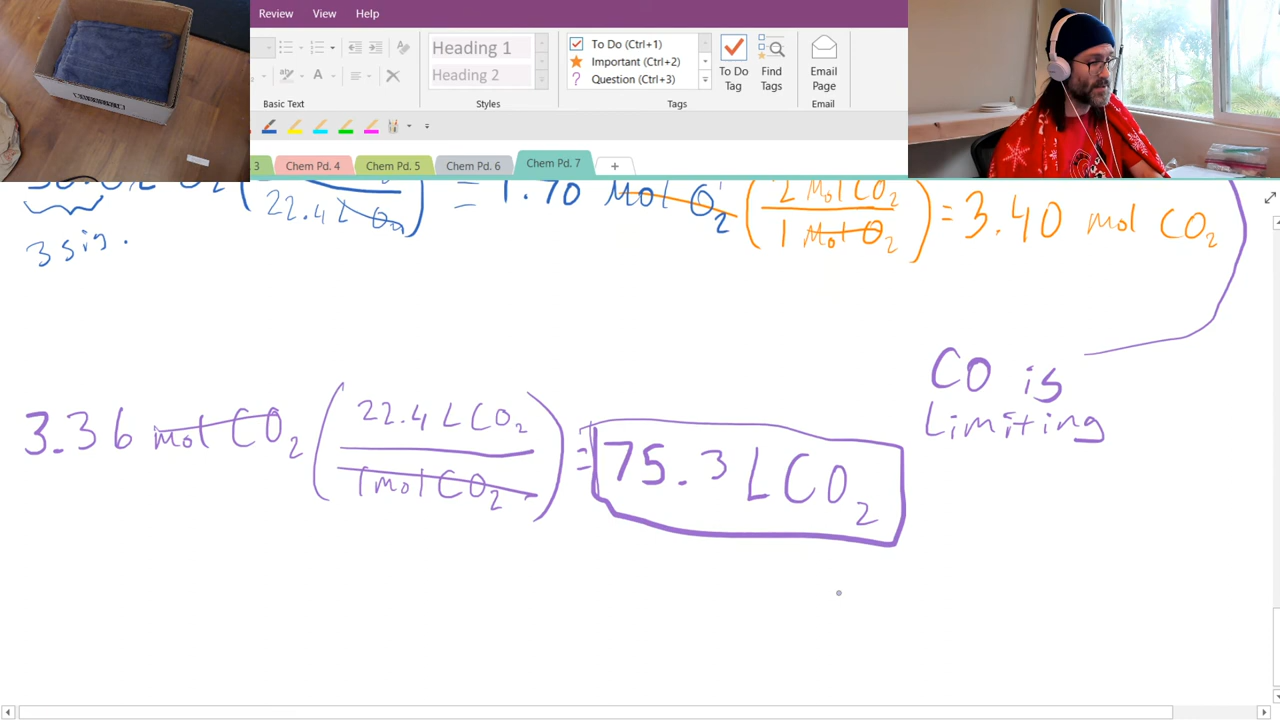 Review View Help
Heading 1
Heading 2
To Do (Ctrl+1)
Important (Ctrl+2)
Question (Ctrl+3)
To Do Tag
Find Tags
Email Page
Basic Text Styles Tags Email
3 Chem Pd. 4 Chem Pd. 5 Chem Pd. 6 Chem Pd. 7 +
L O2 ( / 22.4 L O2 ) = 1.70 mol O2 ( 2 mol CO2 / 1 mol O2 ) = 3.40 mol CO2
3 sig.
CO is
Limiting
3.36 mol CO2 ( 22.4 L CO2 / 1 mol CO2 ) = 75.3 L CO2